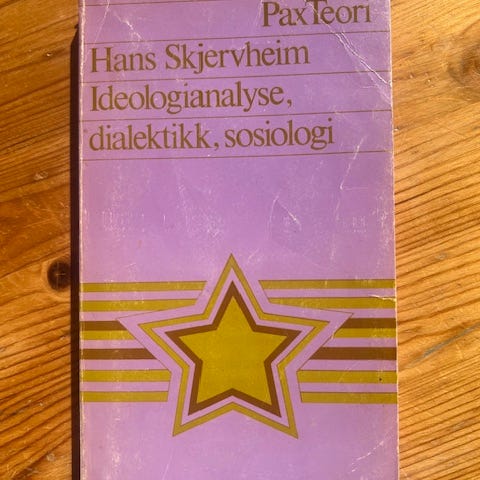 PaxTeori
Hans Skjervheim
Ideologianalyse,
dialektikk, sosiologi